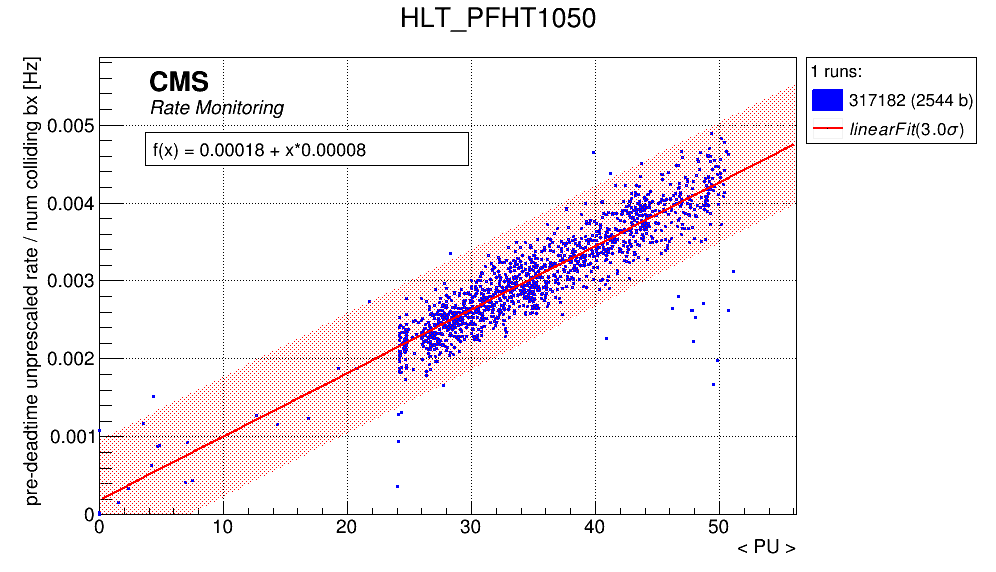 HLT_PFHT1050
pre-deadtime unprescaled rate / num colliding bx [Hz]
CMS
Rate Monitoring
f(x) = 0.00018 + x*0.00008
0.005
0.004
0.003
0.002
0.001
0
0 10 20 30 40 50
< PU >
1 runs:
317182 (2544 b)
linearFit(3.0σ)